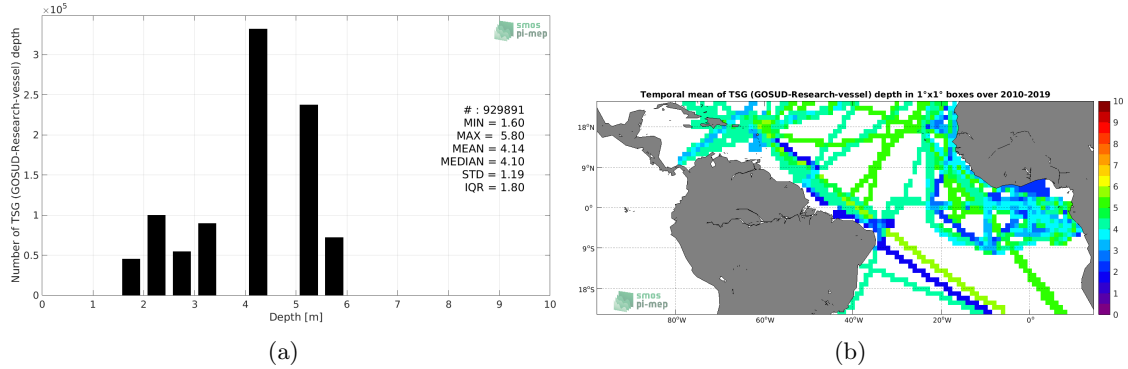 ×10^5
3.5
3
2.5
2
1.5
1
0.5
0
Number of TSG (GOSUD-Research-vessel) depth
smos
pi-mep
# : 929891
MIN = 1.60
MAX = 5.80
MEAN = 4.14
MEDIAN = 4.10
STD = 1.19
IQR = 1.80
0 1 2 3 4 5 6 7 8 9 10
Depth [m]
(a)
Temporal mean of TSG (GOSUD-Research-vessel) depth in 1°x1° boxes over 2010-2019
18°N
9°N
0°
9°S
18°S
80°W 60°W 40°W 20°W 0°
smos
pi-mep
10
9
8
7
6
5
4
3
2
1
0
(b)